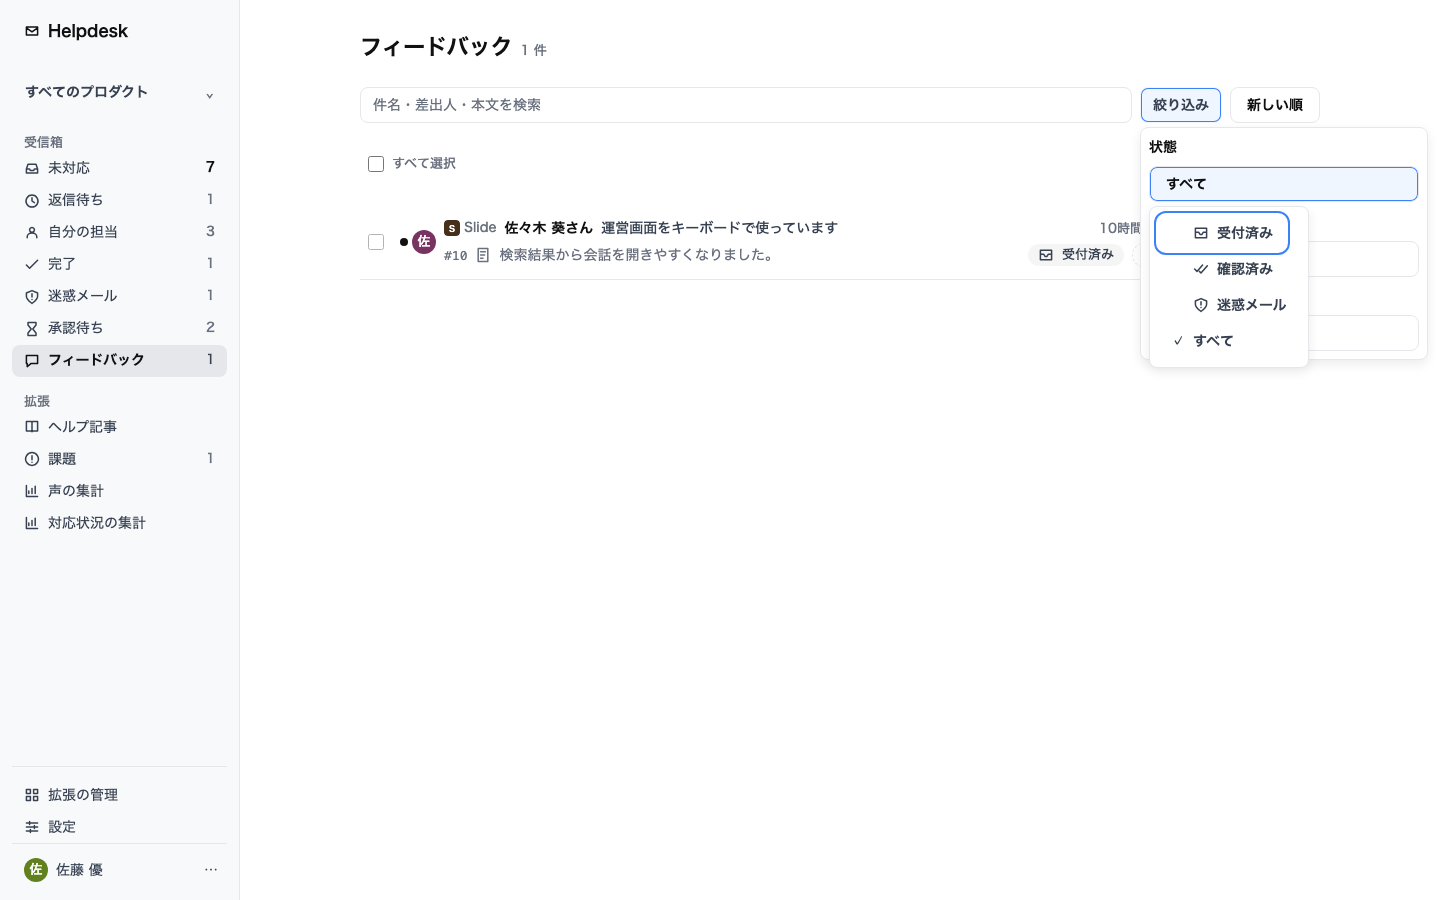 Helpdesk
すべてのプロダクト
受信箱
未対応 7
返信待ち 1
自分の担当 3
完了 1
迷惑メール 1
承認待ち 2
フィードバック 1
拡張
ヘルプ記事
課題 1
声の集計
対応状況の集計
拡張の管理
設定
佐 佐藤 優 …
フィードバック 1 件
件名・差出人・本文を検索 絞り込み 新しい順
すべて選択
佐 S Slide 佐々木 葵さん 運営画面をキーボードで使っています 10時間
#10 検索結果から会話を開きやすくなりました。 受付済み
状態
すべて
受付済み
確認済み
迷惑メール
✓ すべて